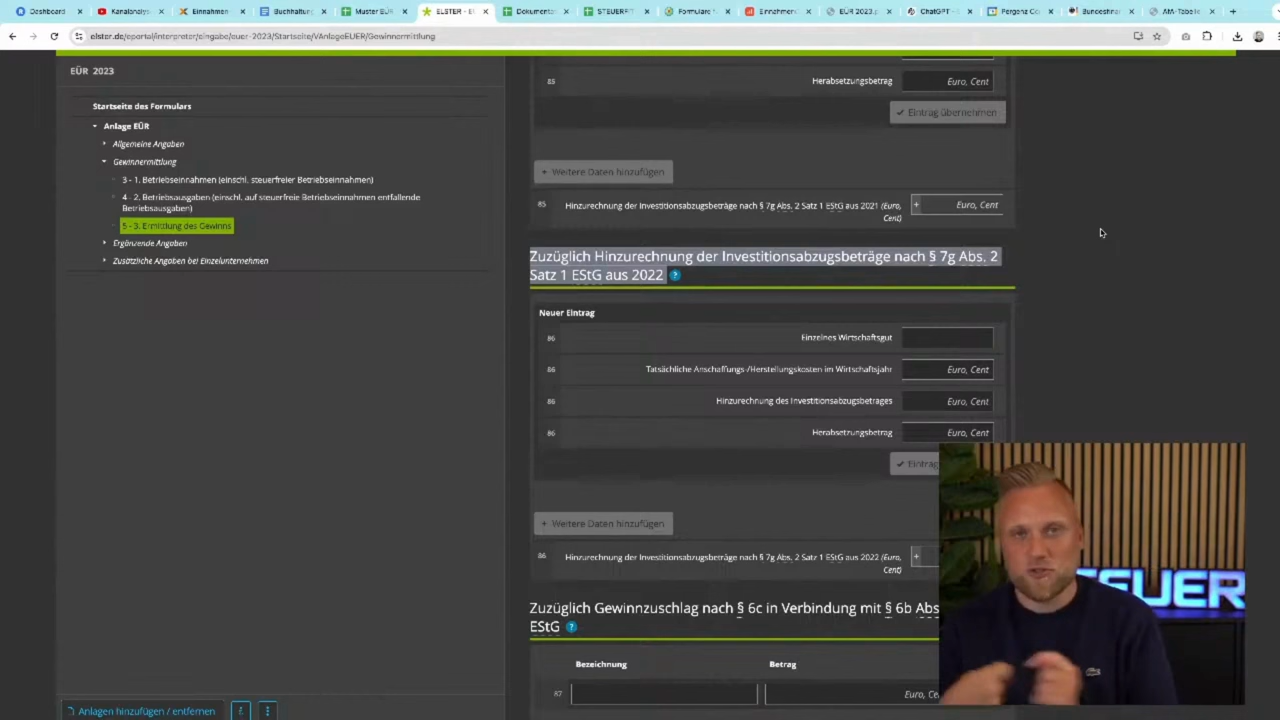 Dashboard
Kanalanalys
Einnahmen
Buchhaltung
Muster EÜR
ELSTER - E
Dokumentat
STEUERFIT
Formulare f
Einnahmen
EÜR 2023.p
ChatGPT -
Pergenz Co
Bundesfinan
AM-Tabelle
elster.de/eportal/interpreter/eingabe/euer-2023/Startseite/VAnlageEUER/Gewinnermittlung
EÜR 2023
Startseite des Formulars
Anlage EÜR
Allgemeine Angaben
Gewinnermittlung
3 - 1. Betriebseinnahmen (einschl. steuerfreier Betriebseinnahmen)
4 - 2. Betriebsausgaben (einschl. auf steuerfreie Betriebseinnahmen entfallende
Betriebsausgaben)
5 - 3. Ermittlung des Gewinns
Ergänzende Angaben
Zusätzliche Angaben bei Einzelunternehmen
Anlagen hinzufügen / entfernen
85 Herabsetzungsbetrag Euro, Cent
✓ Eintrag übernehmen
+ Weitere Daten hinzufügen
85 Hinzurechnung der Investitionsabzugsbeträge nach § 7g Abs. 2 Satz 1 EStG aus 2021 (Euro, + Euro, Cent
Cent)
Zuzüglich Hinzurechnung der Investitionsabzugsbeträge nach § 7g Abs. 2
Satz 1 EStG aus 2022 ?
Neuer Eintrag
86 Einzelnes Wirtschaftsgut
86 Tatsächliche Anschaffungs-/Herstellungskosten im Wirtschaftsjahr Euro, Cent
86 Hinzurechnung des Investitionsabzugsbetrages Euro, Cent
86 Herabsetzungsbetrag Euro, Cent
✓ Eintrag
+ Weitere Daten hinzufügen
86 Hinzurechnung der Investitionsabzugsbeträge nach § 7g Abs. 2 Satz 1 EStG aus 2022 (Euro, +
Cent)
Zuzüglich Gewinnzuschlag nach § 6c in Verbindung mit § 6b Abs
EStG ?
Bezeichnung Betrag
87 Euro, Ce
STEUER